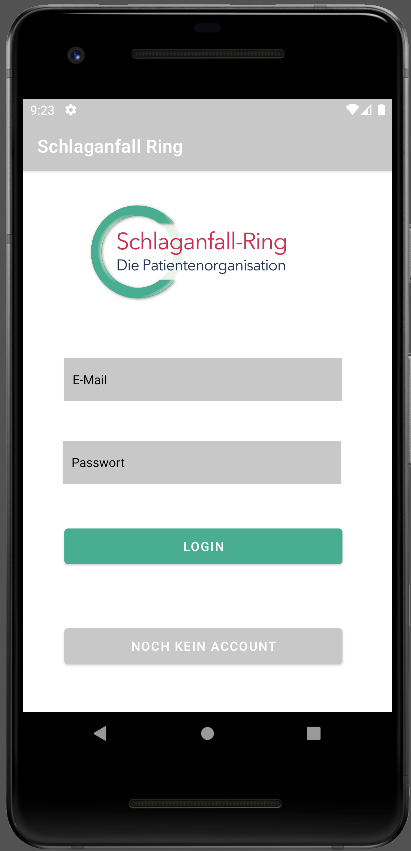 9:23
Schlaganfall Ring
Schlaganfall-Ring
Die Patientenorganisation
E-Mail
Passwort
LOGIN
NOCH KEIN ACCOUNT